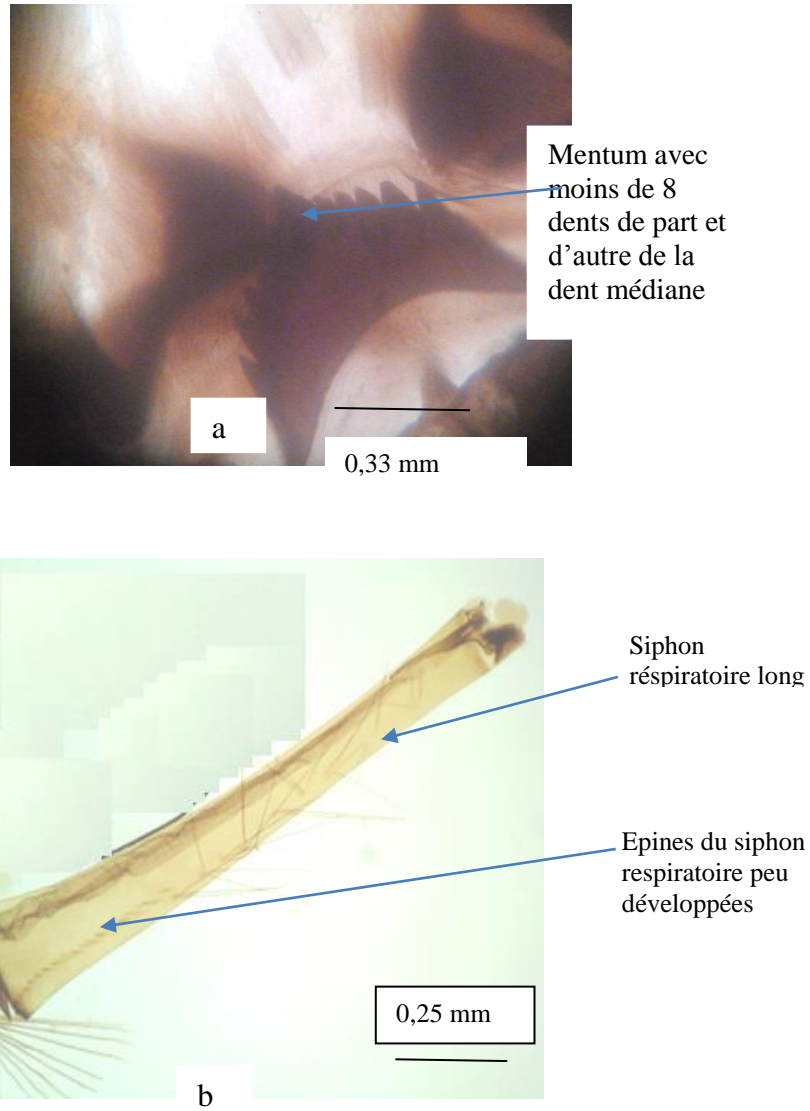 Mentum avec
moins de 8
dents de part et
d'autre de la
dent médiane
a
0,33 mm
Siphon
réspiratoire long
Epines du siphon
respiratoire peu
développées
0,25 mm
b